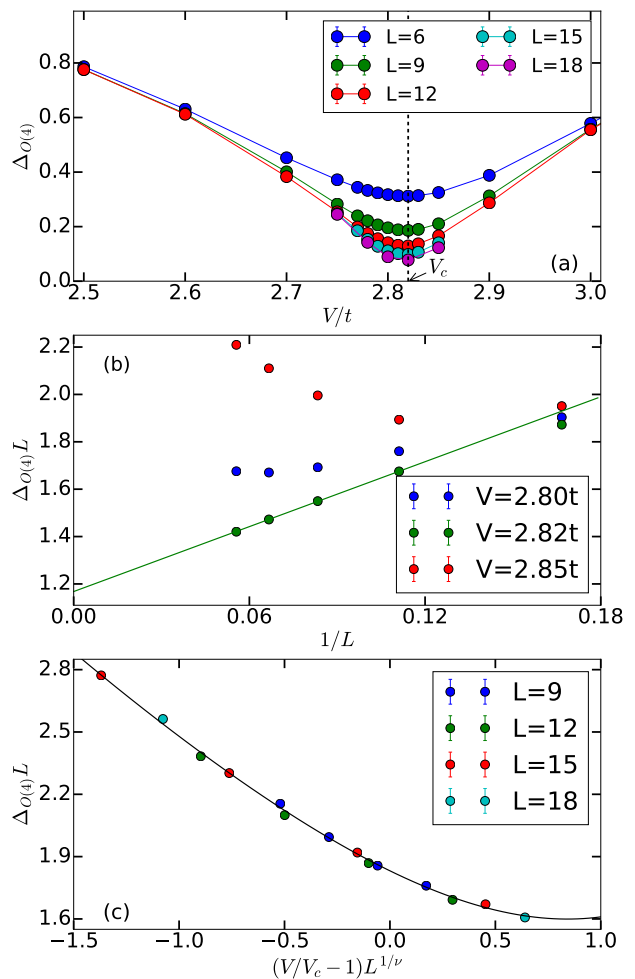 0.8
0.6
0.4
0.2
0.0
Δ_{O(4)}
L=6
L=9
L=12
L=15
L=18
V_c
(a)
2.5 2.6 2.7 2.8 2.9 3.0
V/t
(b)
2.2
2.0
1.8
1.6
1.4
1.2
Δ_{O(4)}L
V=2.80t
V=2.82t
V=2.85t
0.00 0.06 0.12 0.18
1/L
2.8
2.5
2.2
1.9
1.6
Δ_{O(4)}L
L=9
L=12
L=15
L=18
(c)
−1.5 −1.0 −0.5 0.0 0.5 1.0
(V/V_c − 1)L^{1/ν}